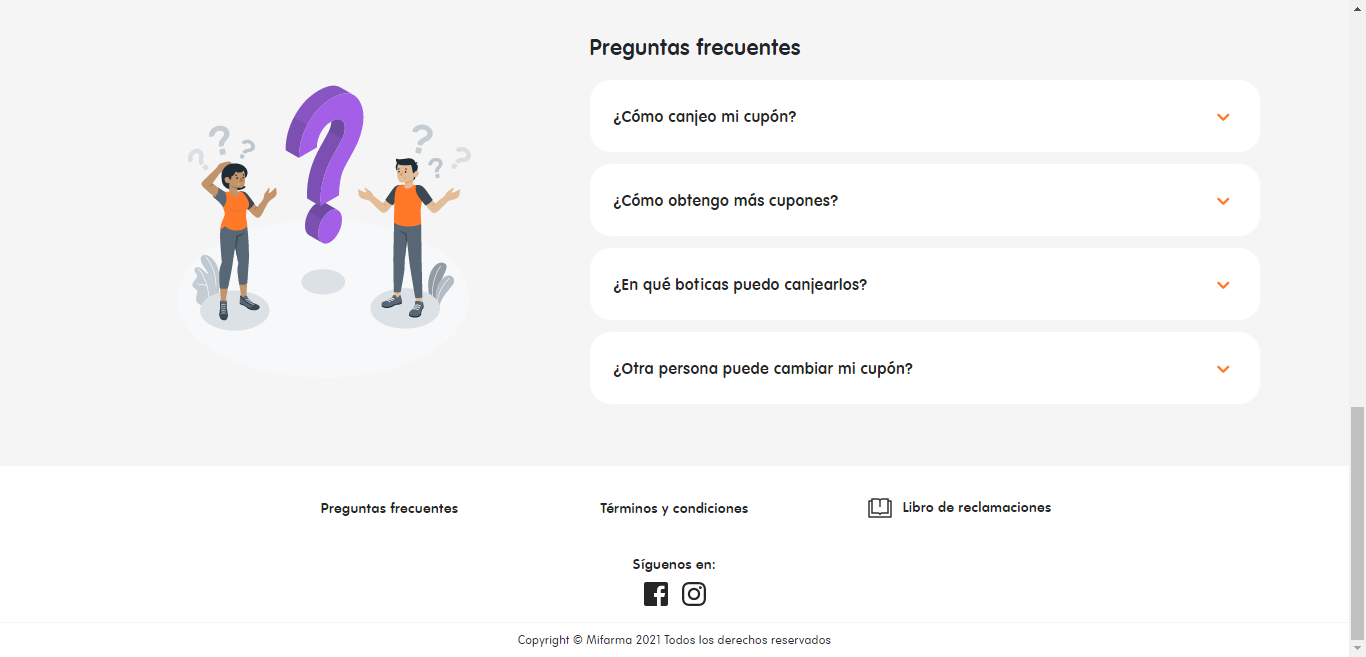 Preguntas frecuentes
¿Cómo canjeo mi cupón?
¿Cómo obtengo más cupones?
¿En qué boticas puedo canjearlos?
¿Otra persona puede cambiar mi cupón?
Preguntas frecuentes
Términos y condiciones
Libro de reclamaciones
Síguenos en:
Copyright © Mifarma 2021 Todos los derechos reservados